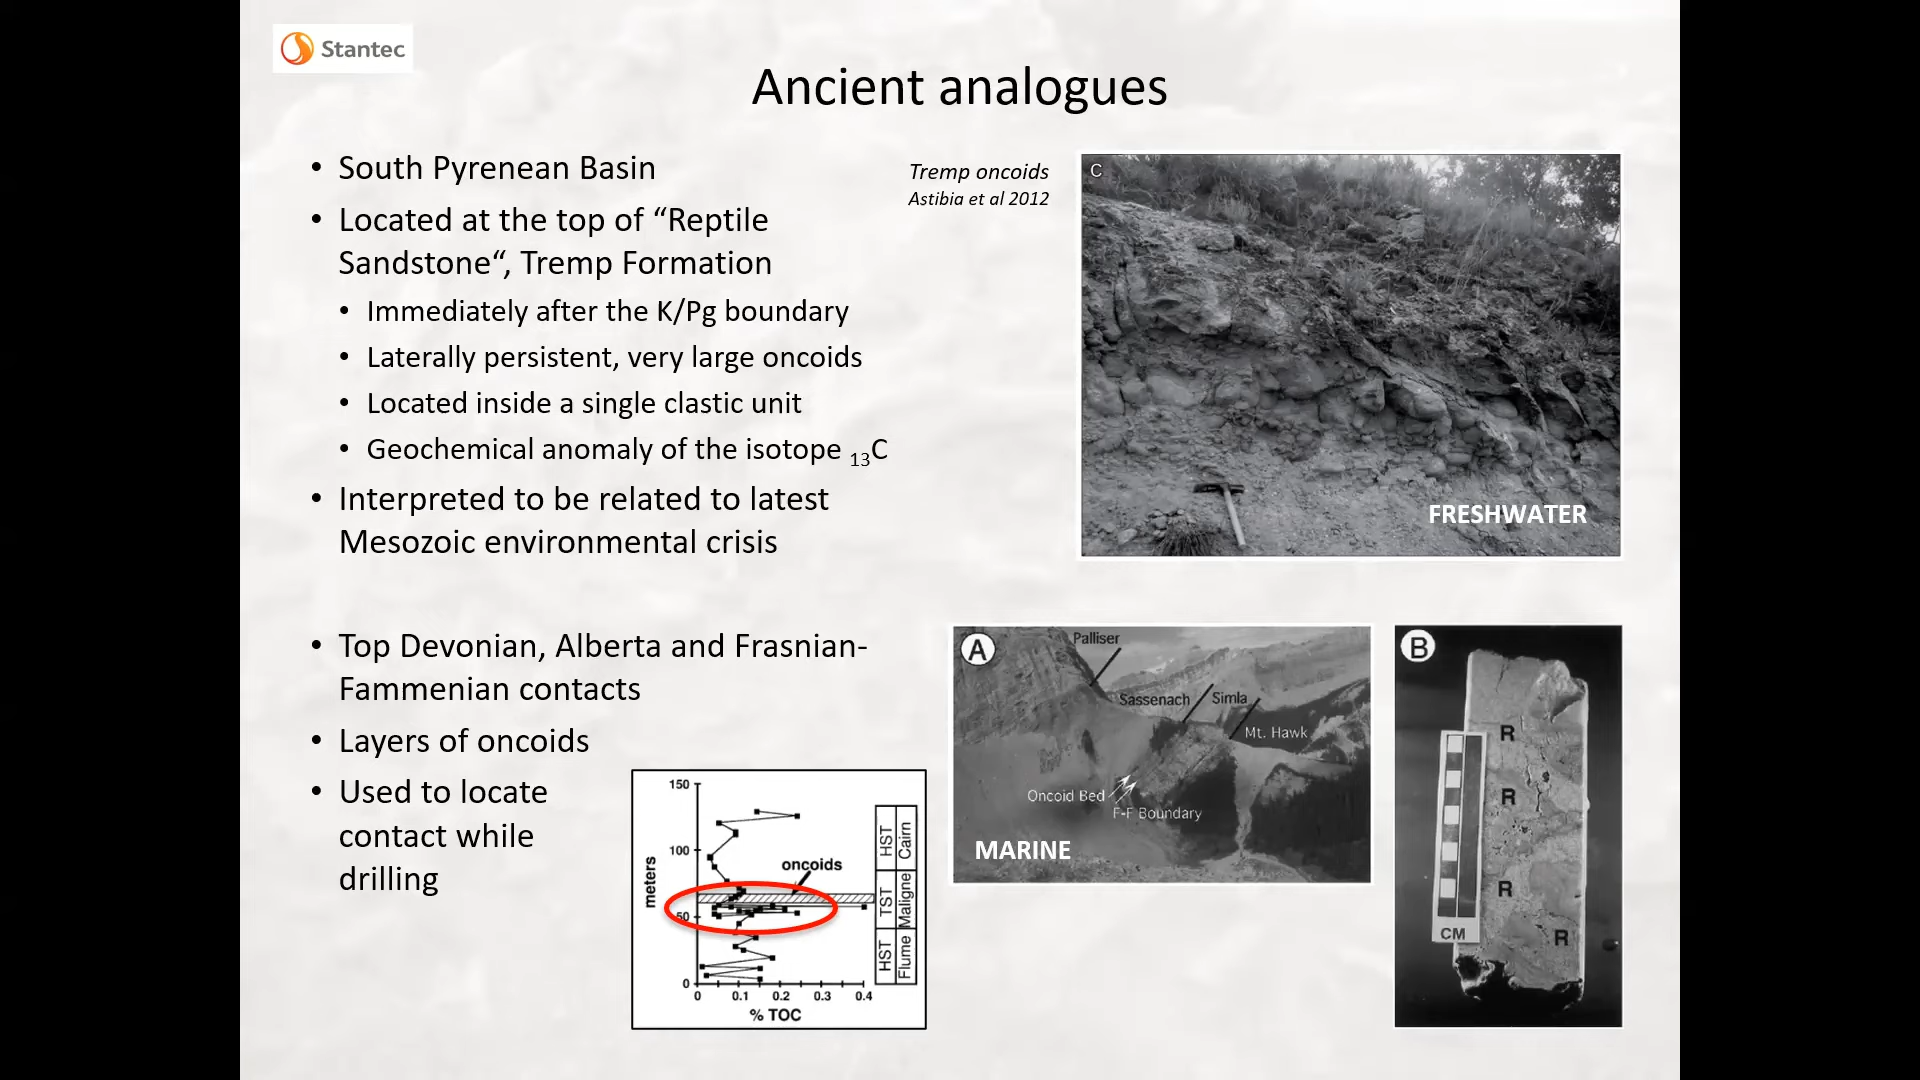 Stantec
Ancient analogues
• South Pyrenean Basin
• Located at the top of “Reptile
Sandstone“, Tremp Formation
• Immediately after the K/Pg boundary
• Laterally persistent, very large oncoids
• Located inside a single clastic unit
• Geochemical anomaly of the isotope 13C
• Interpreted to be related to latest
Mesozoic environmental crisis
Tremp oncoids
Astibia et al 2012
C
FRESHWATER
• Top Devonian, Alberta and Frasnian-
Fammenian contacts
• Layers of oncoids
• Used to locate
contact while
drilling
150
100
50
0
meters
oncoids
HST
Cairn
TST
Maligne
HST
Flume
0 0.1 0.2 0.3 0.4
% TOC
A
Palliser
Sassenach
Simla
Mt. Hawk
Oncoid Bed
F-F Boundary
MARINE
B
R
R
R
R
CM